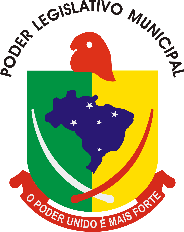 PODER LEGISLATIVO MUNICIPAL
O PODER UNIDO É MAIS FORTE